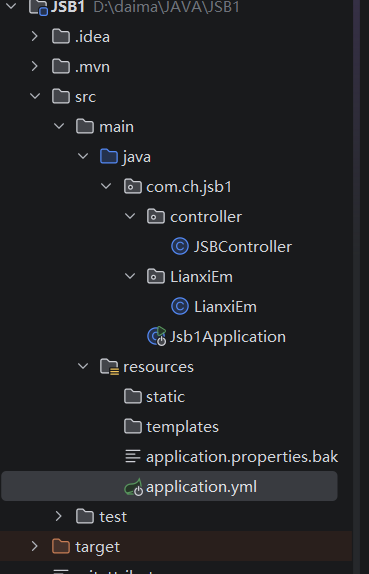 JSB1 D:\daima\JAVA\JSB1
.idea
.mvn
src
main
java
com.ch.jsb1
controller
JSBController
LianxiEm
LianxiEm
Jsb1Application
resources
static
templates
application.properties.bak
application.yml
test
target